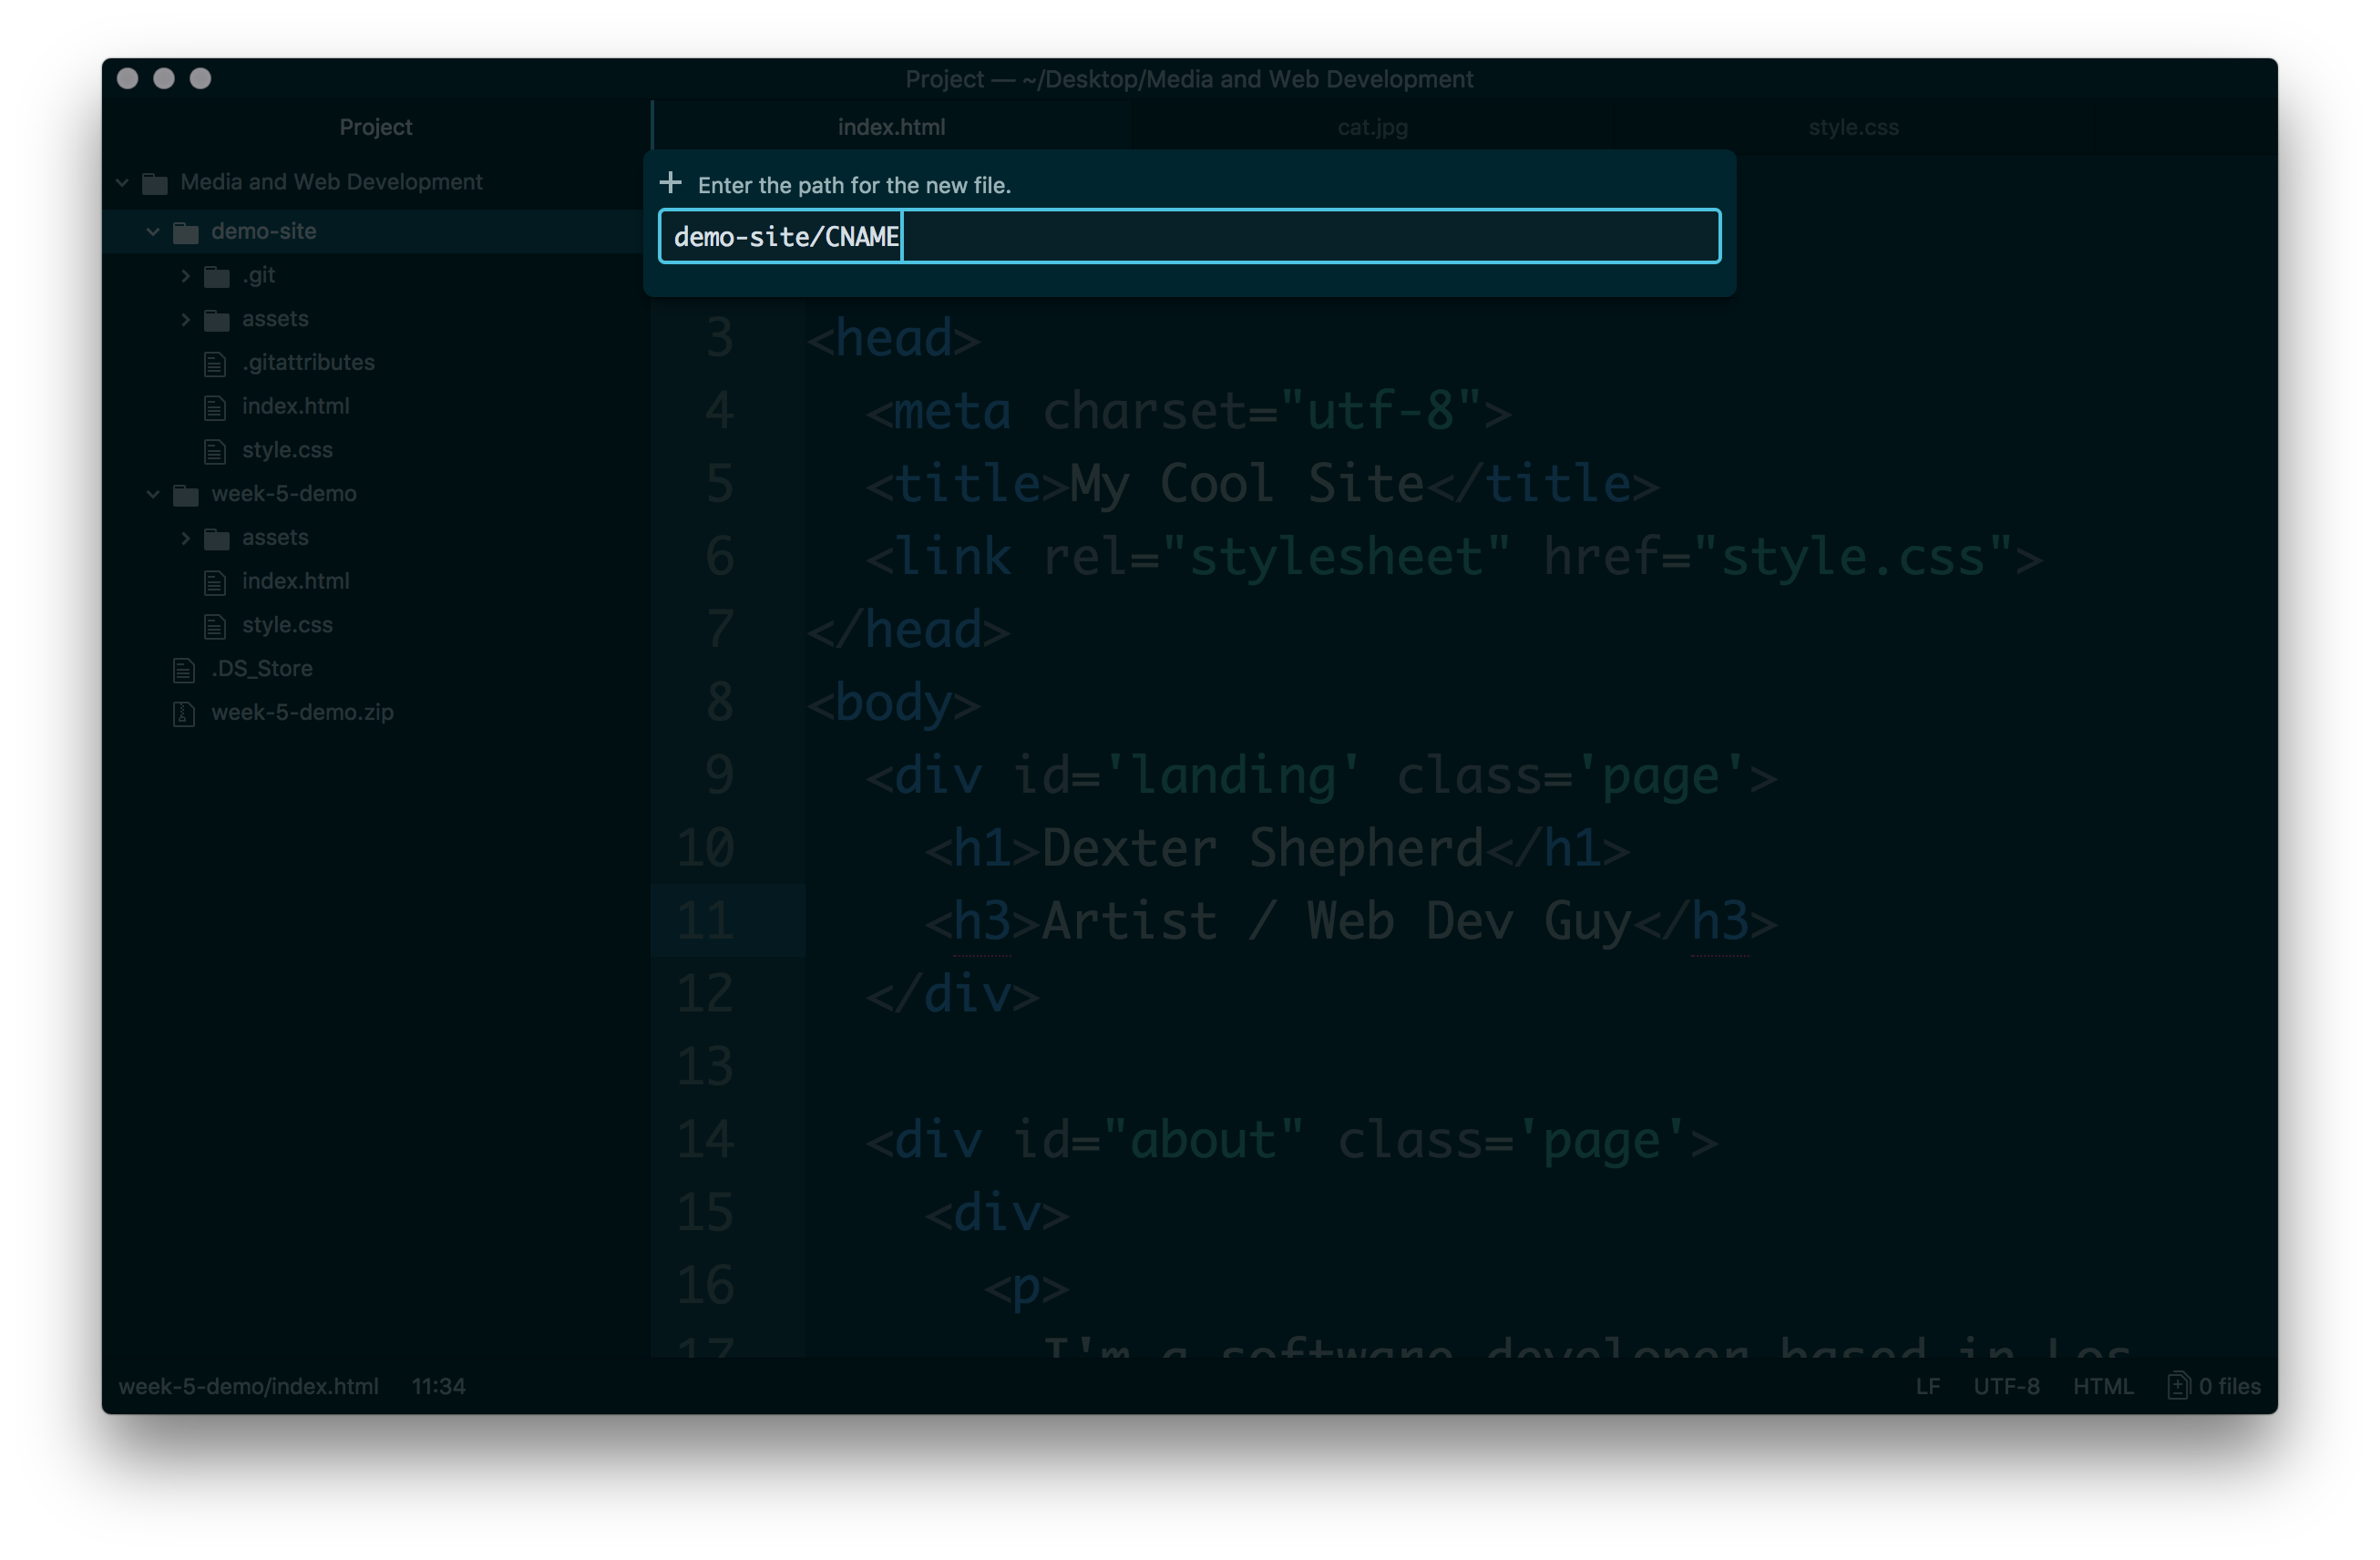 Project — ~/Desktop/Media and Web Development
Project
index.html
cat.jpg
style.css
Media and Web Development
demo-site
.git
assets
.gitattributes
index.html
style.css
week-5-demo
assets
index.html
style.css
.DS_Store
week-5-demo.zip
Enter the path for the new file.
demo-site/CNAME
3 <head>
4 <meta charset="utf-8">
5 <title>My Cool Site</title>
6 <link rel="stylesheet" href="style.css">
7 </head>
8 <body>
9 <div id='landing' class='page'>
10 <h1>Dexter Shepherd</h1>
11 <h3>Artist / Web Dev Guy</h3>
12 </div>
13
14 <div id="about" class='page'>
15 <div>
16 <p>
17 I'm a software developer based in Los
week-5-demo/index.html 11:34
LF UTF-8 HTML 0 files